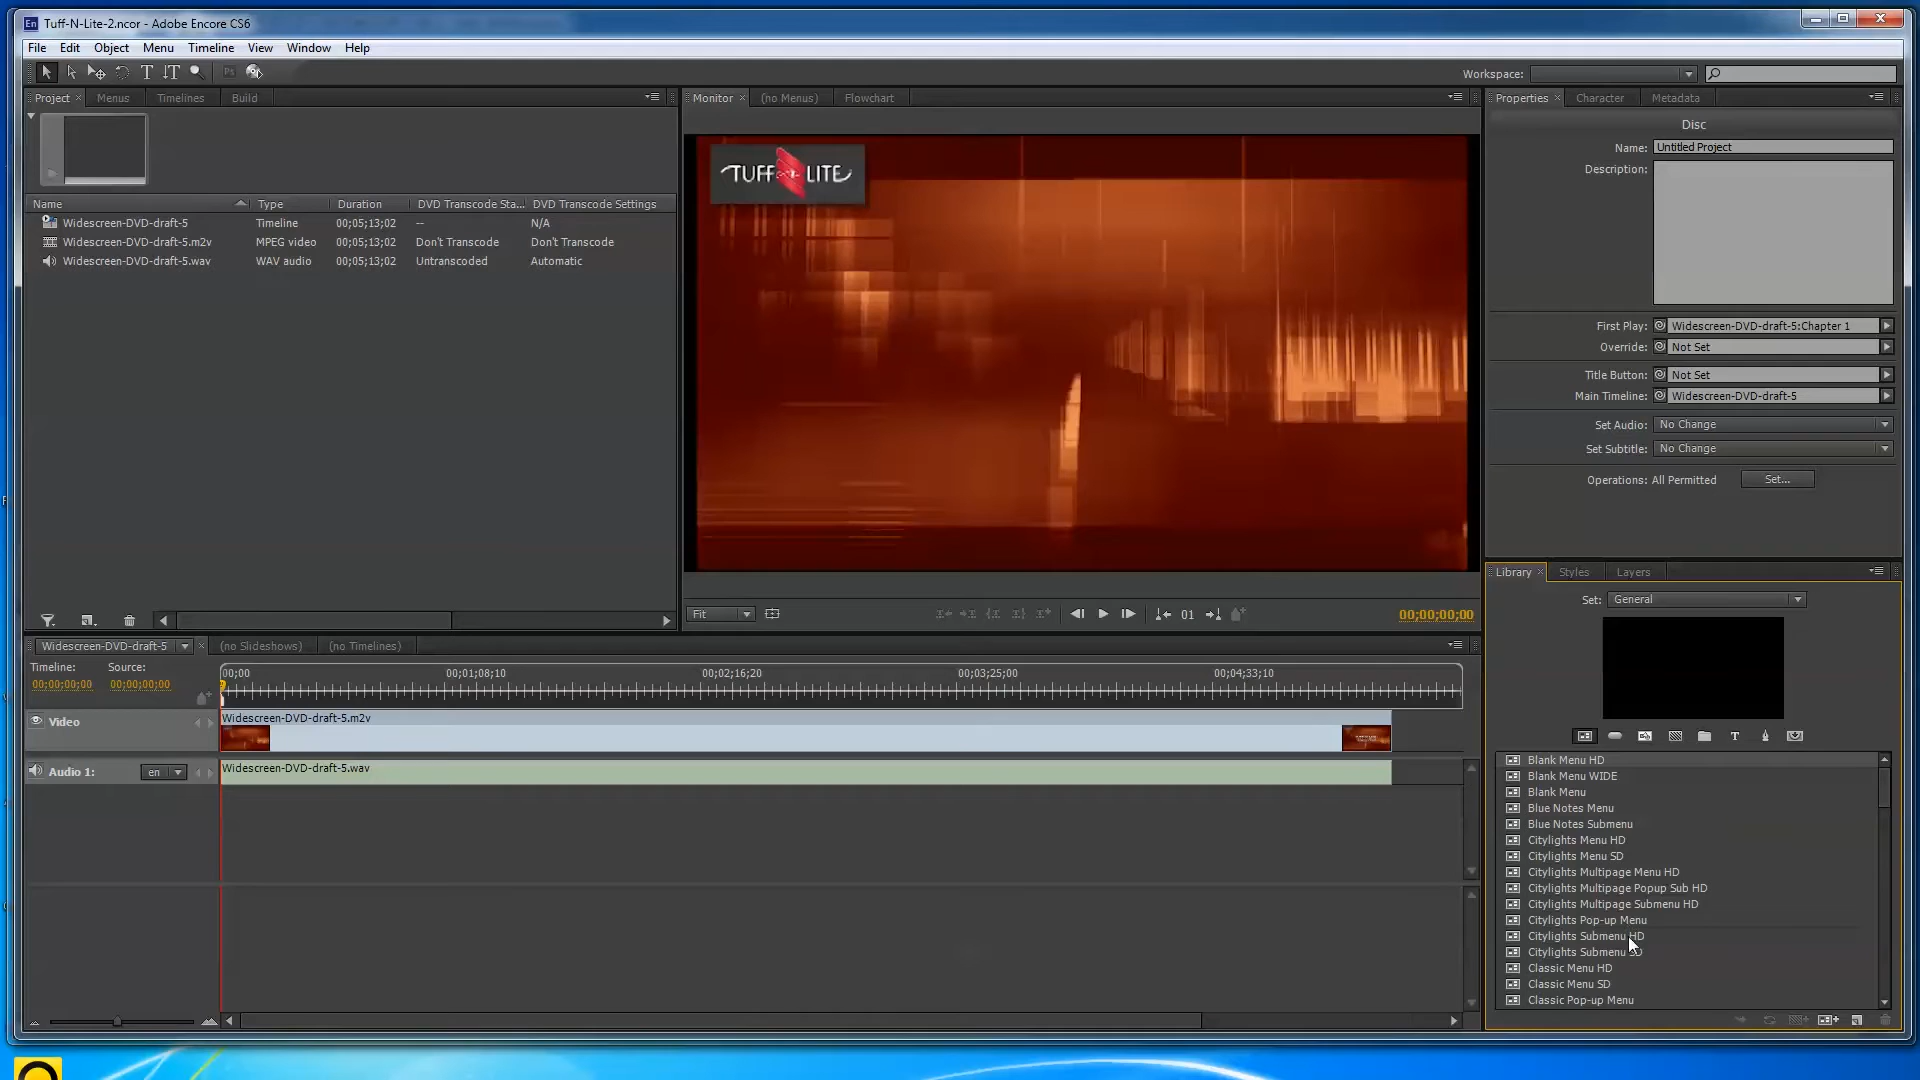 Tuff-N-Lite-2.ncor - Adobe Encore CS6
File Edit Object Menu Timeline View Window Help
Workspace:
Project Menus Timelines Build
Monitor (no Menus) Flowchart
Properties Character Metadata
Disc
Name: Untitled Project
Description:
TUFF LITE
Name Type Duration DVD Transcode Sta... DVD Transcode Settings
Widescreen-DVD-draft-5 Timeline 00;05;13;02 -- N/A
Widescreen-DVD-draft-5.m2v MPEG video 00;05;13;02 Don't Transcode Don't Transcode
Widescreen-DVD-draft-5.wav WAV audio 00;05;13;02 Untranscoded Automatic
First Play: Widescreen-DVD-draft-5:Chapter 1
Override: Not Set
Title Button: Not Set
Main Timeline: Widescreen-DVD-draft-5
Set Audio: No Change
Set Subtitle: No Change
Operations: All Permitted Set...
Library Styles Layers
Set: General
Fit 01 00;00;00;00
Widescreen-DVD-draft-5 (no Slideshows) (no Timelines)
Timeline: Source:
00;00;00;00 00;00;00;00
00;00 00;01;08;10 00;02;16;20 00;03;25;00 00;04;33;10
Video Widescreen-DVD-draft-5.m2v
Audio 1: en Widescreen-DVD-draft-5.wav
Blank Menu HD
Blank Menu WIDE
Blank Menu
Blue Notes Menu
Blue Notes Submenu
Citylights Menu HD
Citylights Menu SD
Citylights Multipage Menu HD
Citylights Multipage Popup Sub HD
Citylights Multipage Submenu HD
Citylights Pop-up Menu
Citylights Submenu HD
Citylights Submenu SD
Classic Menu HD
Classic Menu SD
Classic Pop-up Menu